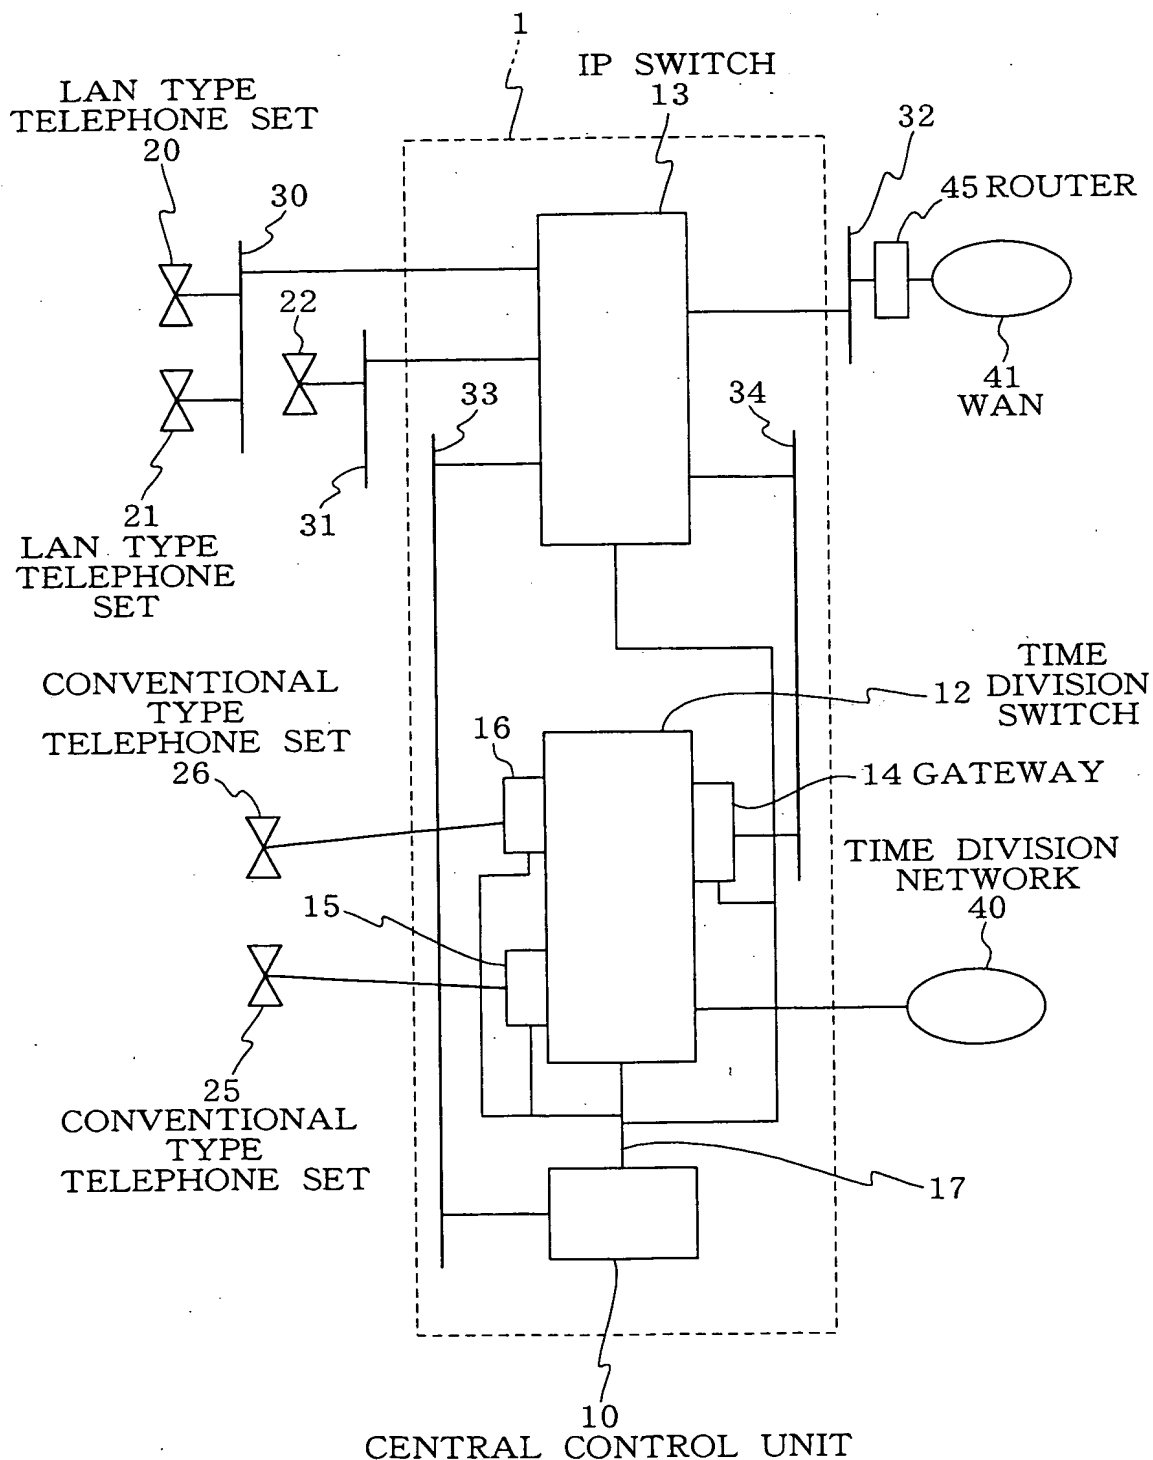 1
IP SWITCH
13
LAN TYPE
TELEPHONE SET
20
30
32
45 ROUTER
22
41
WAN
33
34
21
LAN TYPE
TELEPHONE
SET
31
CONVENTIONAL
TYPE
TELEPHONE SET
26
16
TIME
12 DIVISION
SWITCH
14 GATEWAY
TIME DIVISION
NETWORK
40
15
25
CONVENTIONAL
TYPE
TELEPHONE SET
17
10
CENTRAL CONTROL UNIT